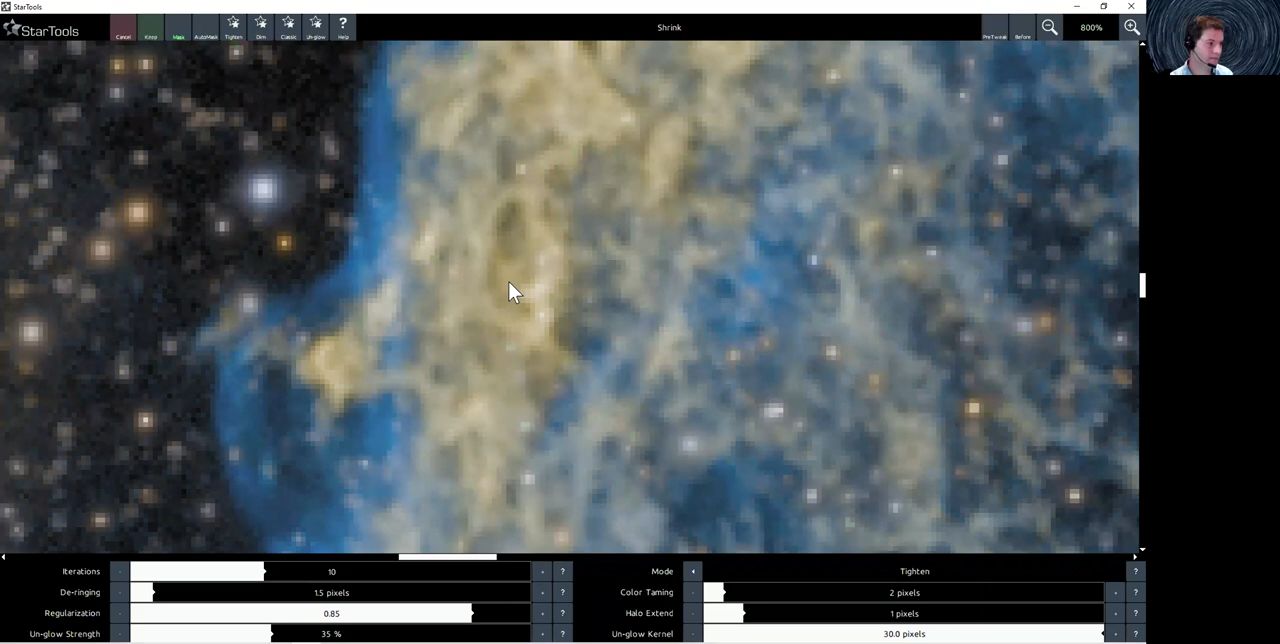 StarTools
StarTools
Cancel Keep Mask AutoMask Tighten Dim Classic Un-glow ? Help
Shrink
PreTweak Before 800%
Iterations - 10 + ? Mode Tighten ?
De-ringing - 1.5 pixels + ? Color Taming - 2 pixels + ?
Regularization - 0.85 + ? Halo Extend - 1 pixels + ?
Un-glow Strength - 35 % + ? Un-glow Kernel - 30.0 pixels + ?